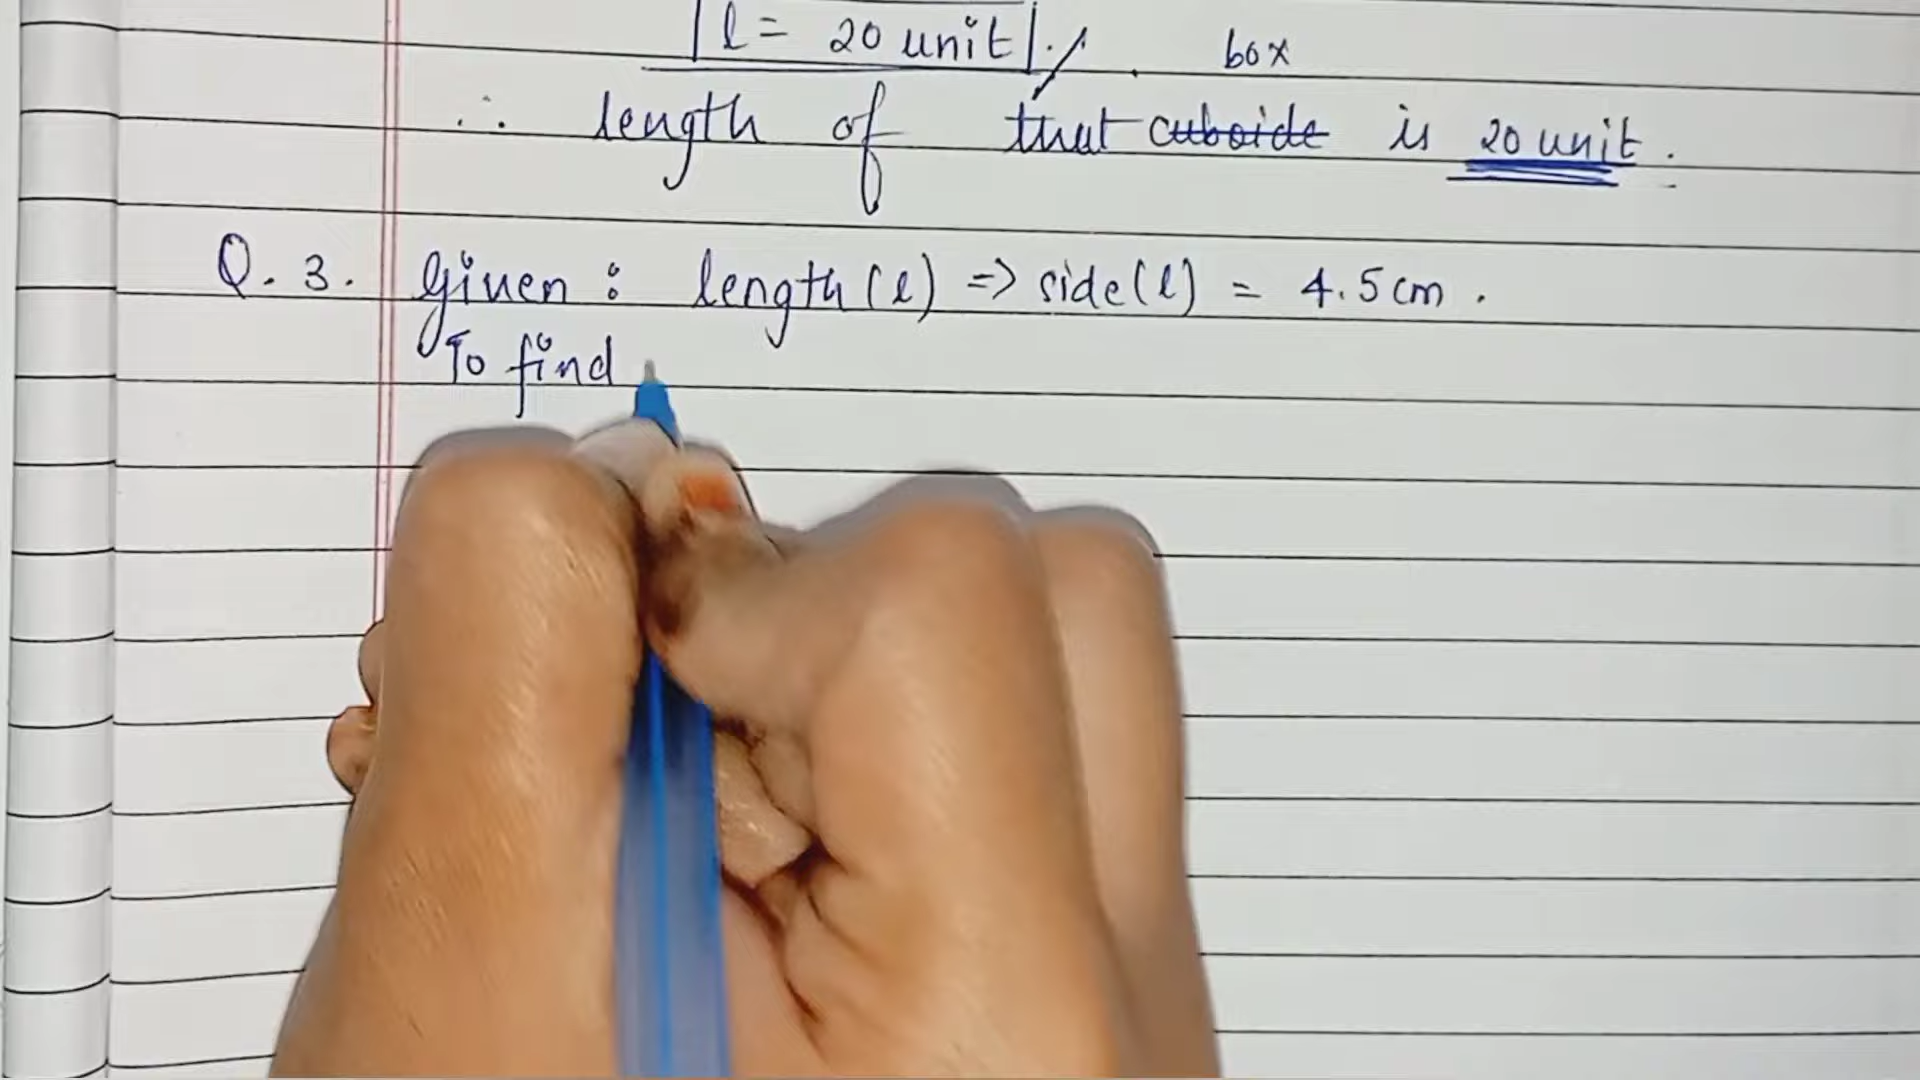 l = 20 unit
box
∴ length of that cuboide is 20 unit.
Q. 3. Given : length (l) => side (l) = 4.5 cm .
To find